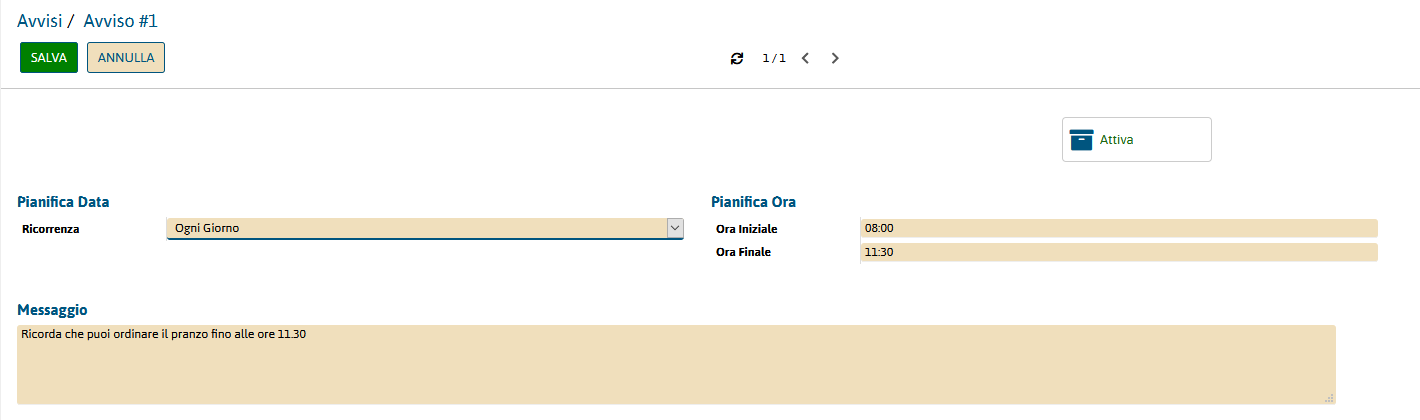 Avvisi / Avviso #1
SALVA ANNULLA 1 / 1
Attiva
Pianifica Data Pianifica Ora
Ricorrenza Ogni Giorno Ora Iniziale 08:00
Ora Finale 11:30
Messaggio
Ricorda che puoi ordinare il pranzo fino alle ore 11.30